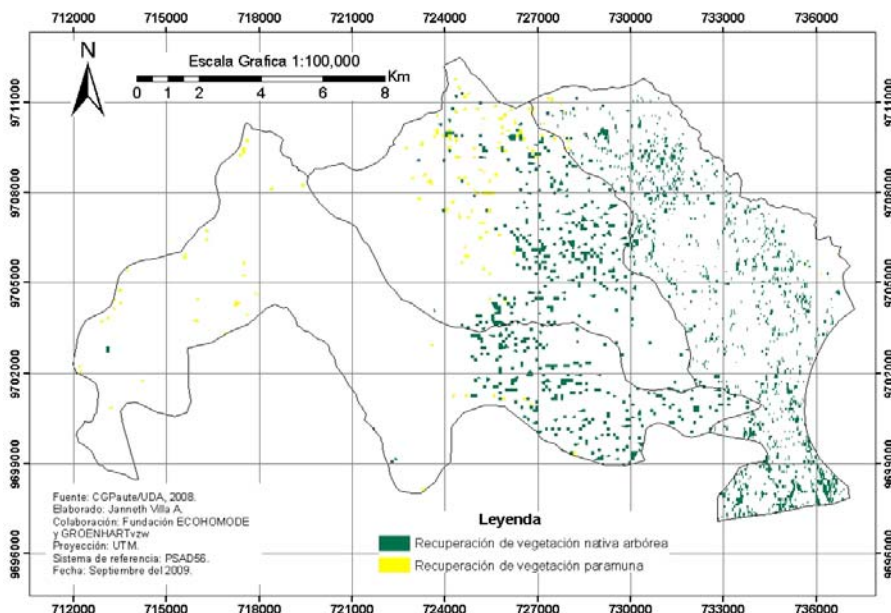 712000 715000 718000 721000 724000 727000 730000 733000 736000
N
Escala Grafica 1:100,000
Km
0 0.5 1 2 4 6 8
9711000 9711000
9708000 9708000
9705000 9705000
9702000 9702000
9699000 9699000
9696000 9696000
Fuente: CGPaute/UDA, 2008.
Elaborado: Janneth Villa A.
Colaboración: Fundación ECOHOMODE
y GROENHARTvzw
Proyección: UTM.
Sistema de referencia: PSAD56.
Fecha: Septiembre del 2009.
Leyenda
Recuperación de vegetación nativa arbórea
Recuperación de vegetación paramuna
712000 715000 718000 721000 724000 727000 730000 733000 736000